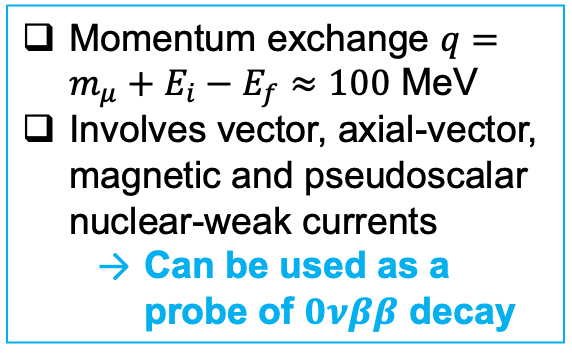 ❑ Momentum exchange 𝑞 =
𝑚_𝜇 + 𝐸_𝑖 − 𝐸_𝑓 ≈ 100 MeV
❑ Involves vector, axial-vector,
magnetic and pseudoscalar
nuclear-weak currents
→ Can be used as a
probe of 0𝝂𝜷𝜷 decay